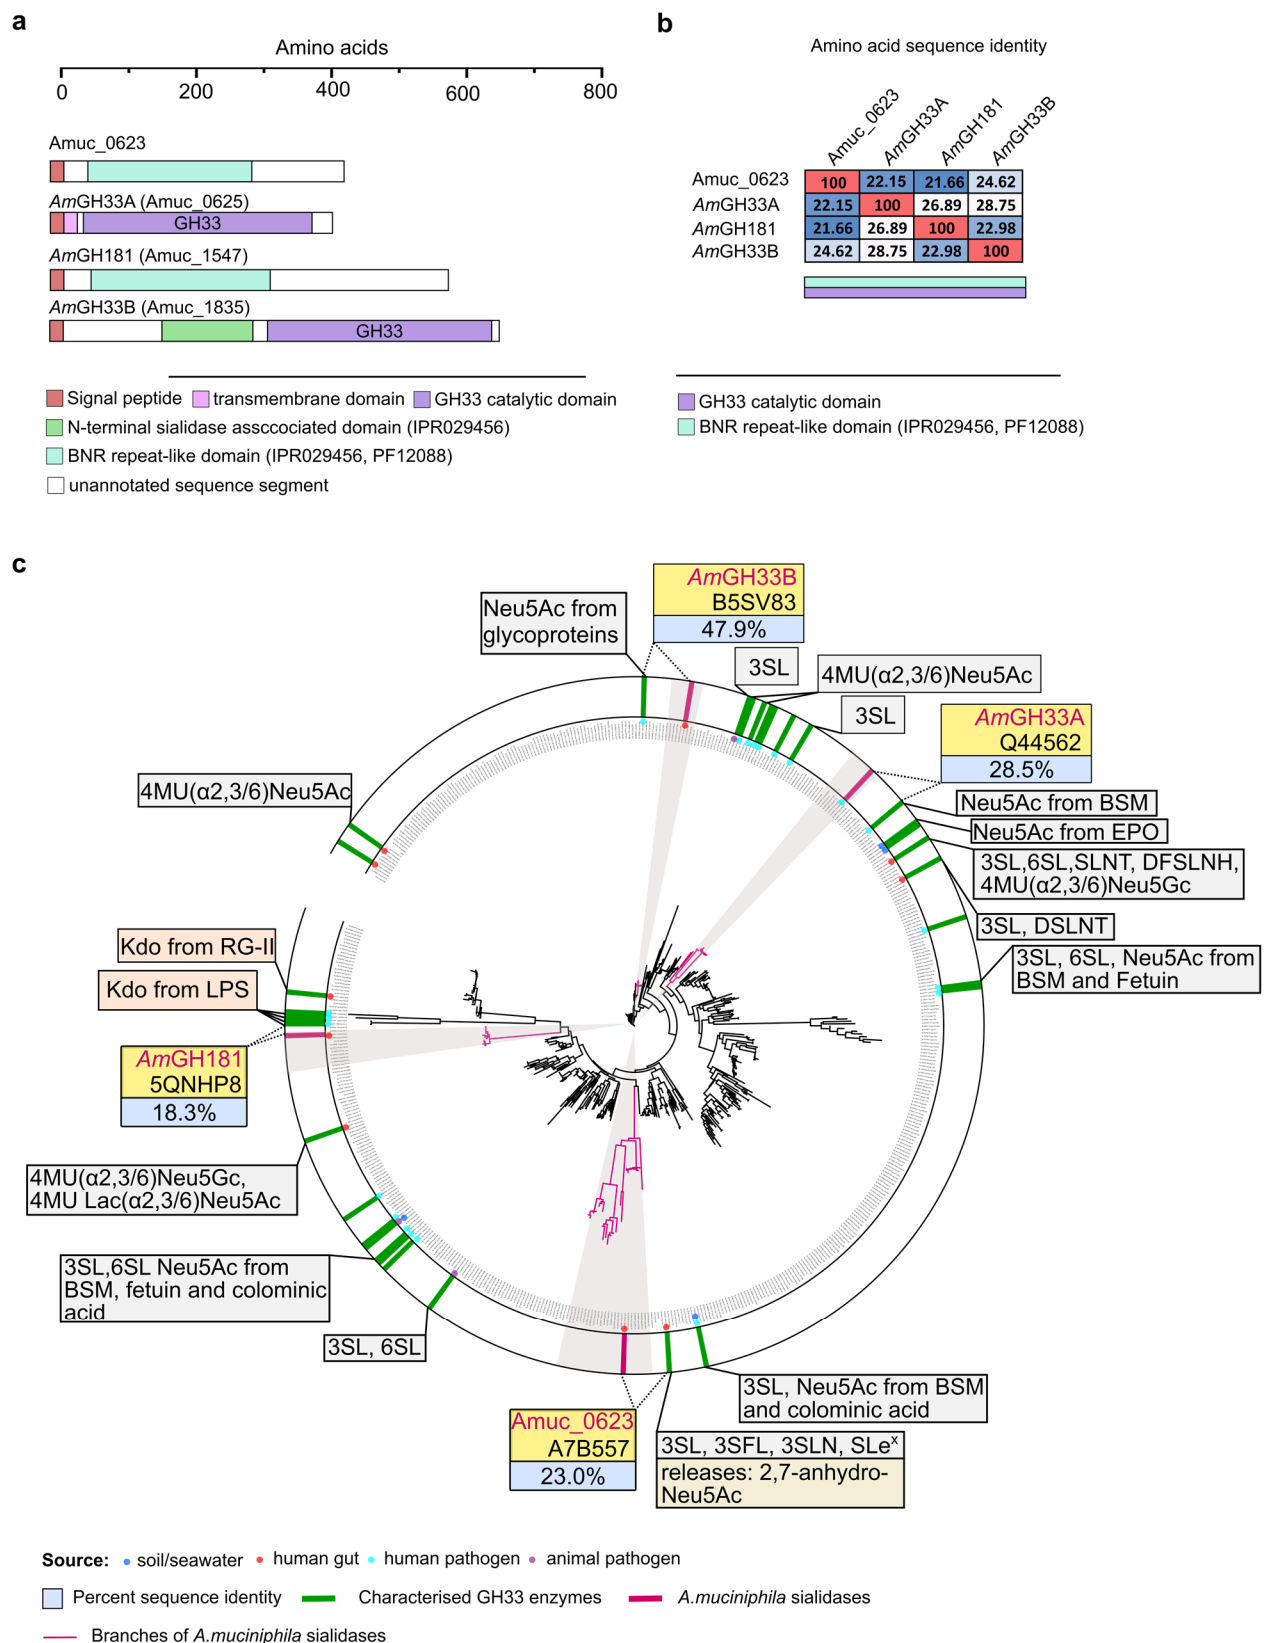 a
Amino acids
0 200 400 600 800
Amuc_0623
AmGH33A (Amuc_0625)
GH33
AmGH181 (Amuc_1547)
AmGH33B (Amuc_1835)
GH33
Signal peptide transmembrane domain GH33 catalytic domain
N-terminal sialidase assccociated domain (IPR029456)
BNR repeat-like domain (IPR029456, PF12088)
unannotated sequence segment
b
Amino acid sequence identity
Amuc_0623 AmGH33A AmGH181 AmGH33B
Amuc_0623 100 22.15 21.66 24.62
AmGH33A 22.15 100 26.89 28.75
AmGH181 21.66 26.89 100 22.98
AmGH33B 24.62 28.75 22.98 100
GH33 catalytic domain
BNR repeat-like domain (IPR029456, PF12088)
c
AmGH33B
B5SV83
47.9%
Neu5Ac from
glycoproteins
3SL
4MU(α2,3/6)Neu5Ac
3SL
AmGH33A
Q44562
28.5%
Neu5Ac from BSM
Neu5Ac from EPO
3SL,6SL,SLNT, DFSLNH,
4MU(α2,3/6)Neu5Gc
3SL, DSLNT
3SL, 6SL, Neu5Ac from
BSM and Fetuin
4MU(α2,3/6)Neu5Ac
Kdo from RG-II
Kdo from LPS
AmGH181
5QNHP8
18.3%
4MU(α2,3/6)Neu5Gc,
4MU Lac(α2,3/6)Neu5Ac
3SL,6SL Neu5Ac from
BSM, fetuin and colominic
acid
3SL, 6SL
Amuc_0623
A7B557
23.0%
3SL, Neu5Ac from BSM
and colominic acid
3SL, 3SFL, 3SLN, SLeˣ
releases: 2,7-anhydro-
Neu5Ac
Source: soil/seawater human gut human pathogen animal pathogen
Percent sequence identity Characterised GH33 enzymes A.muciniphila sialidases
Branches of A.muciniphila sialidases